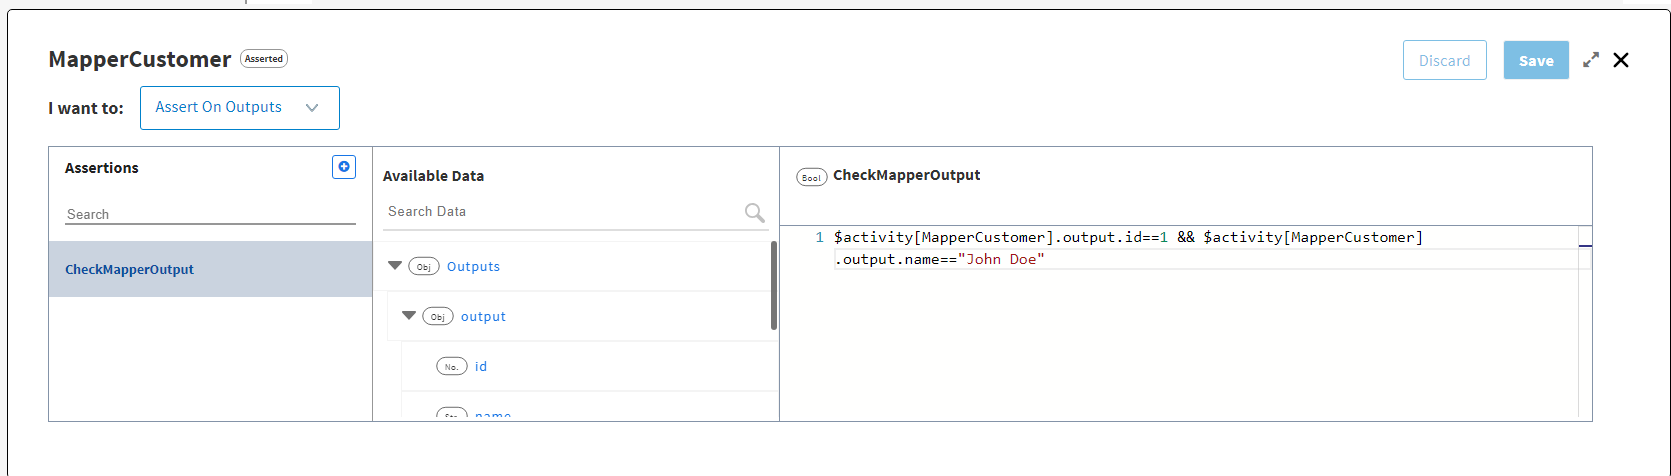 MapperCustomer Asserted
Discard Save
I want to: Assert On Outputs
Assertions
Search
CheckMapperOutput
Available Data
Search Data
Obj Outputs
Obj output
No. id
Str name
Bool CheckMapperOutput
1 $activity[MapperCustomer].output.id==1 && $activity[MapperCustomer]
.output.name=="John Doe"